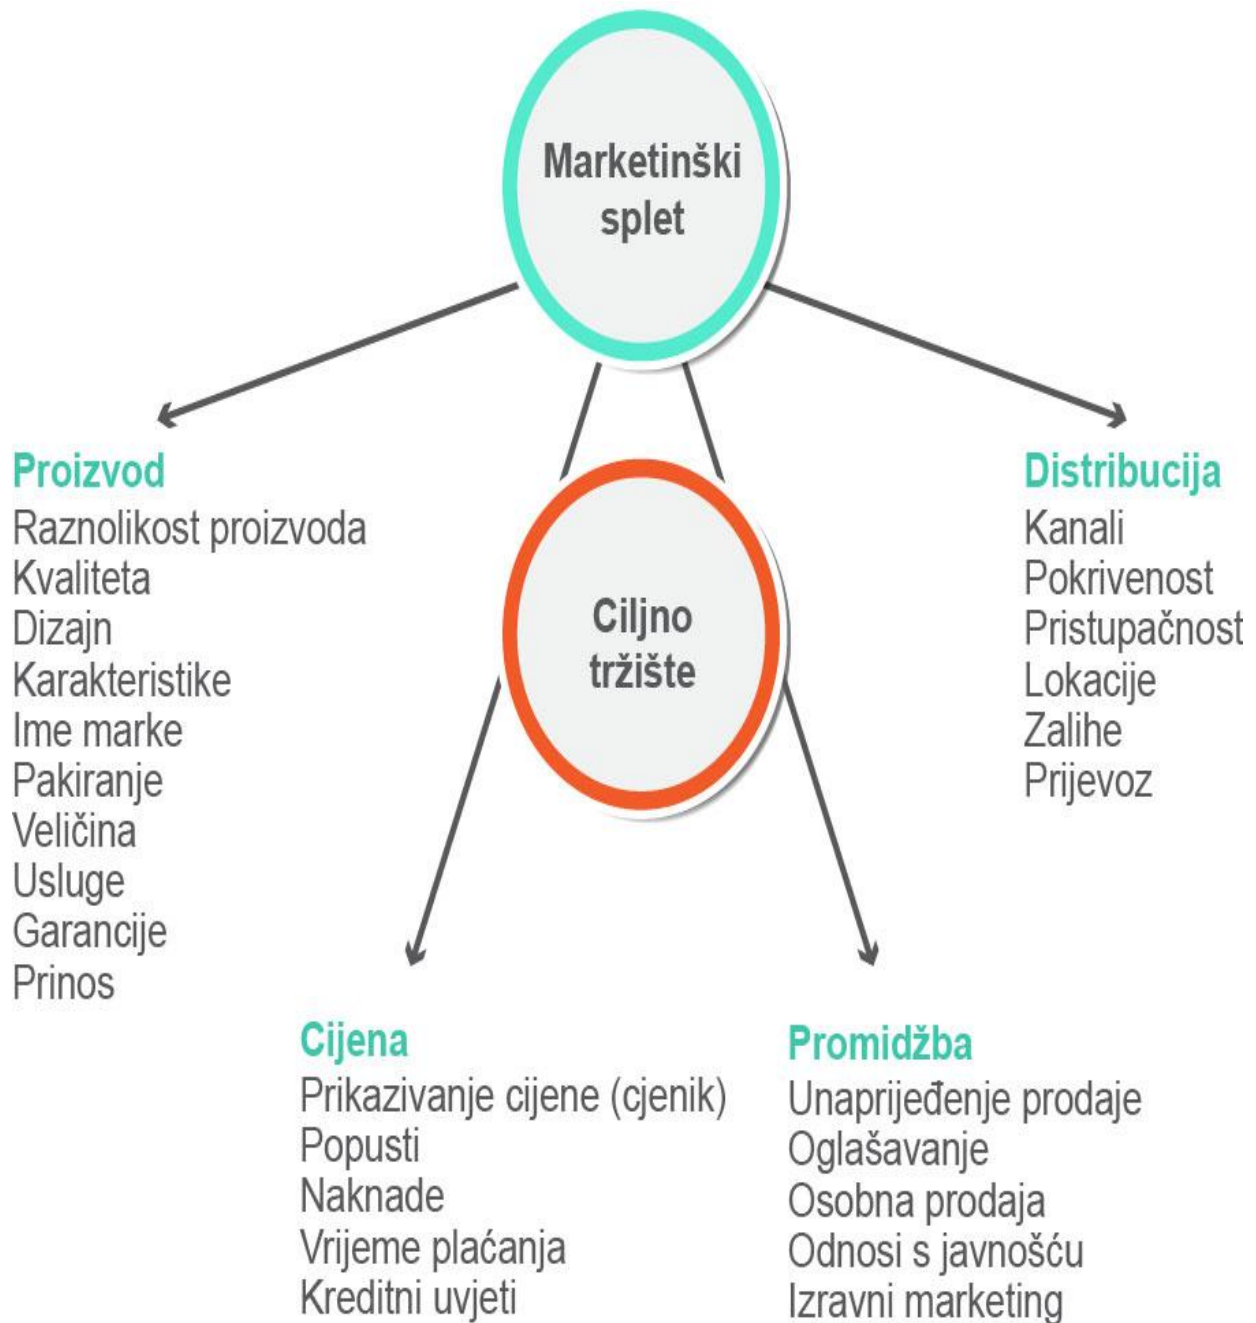 Marketinški
splet
Ciljno
tržište
Proizvod
Raznolikost proizvoda
Kvaliteta
Dizajn
Karakteristike
Ime marke
Pakiranje
Veličina
Usluge
Garancije
Prinos
Cijena
Prikazivanje cijene (cjenik)
Popusti
Naknade
Vrijeme plaćanja
Kreditni uvjeti
Promidžba
Unaprijeđenje prodaje
Oglašavanje
Osobna prodaja
Odnosi s javnošću
Izravni marketing
Distribucija
Kanali
Pokrivenost
Pristupačnost
Lokacije
Zalihe
Prijevoz